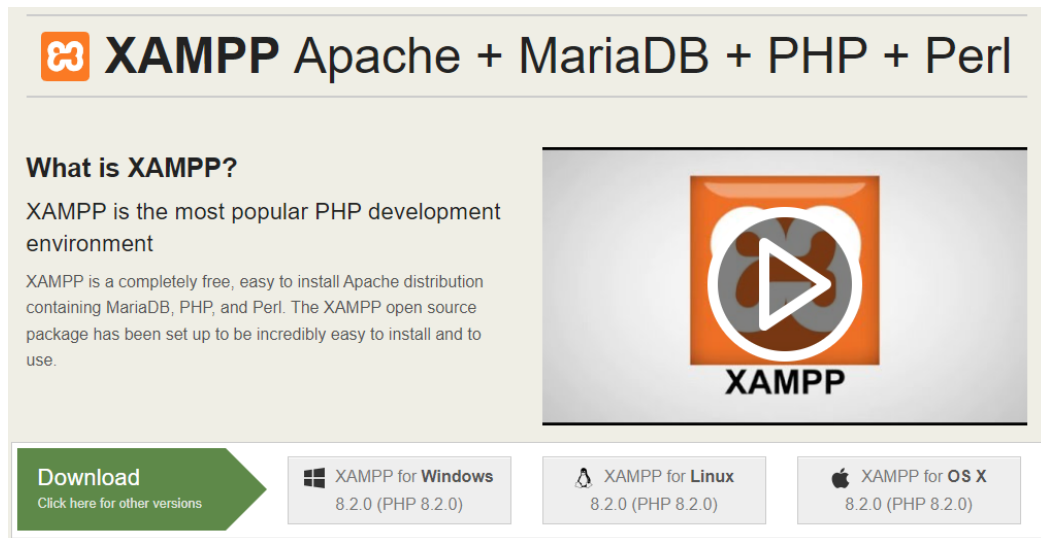 XAMPP Apache + MariaDB + PHP + Perl
What is XAMPP?
XAMPP is the most popular PHP development
environment
XAMPP is a completely free, easy to install Apache distribution
containing MariaDB, PHP, and Perl. The XAMPP open source
package has been set up to be incredibly easy to install and to
use.
XAMPP
Download
Click here for other versions
XAMPP for Windows
8.2.0 (PHP 8.2.0)
XAMPP for Linux
8.2.0 (PHP 8.2.0)
XAMPP for OS X
8.2.0 (PHP 8.2.0)